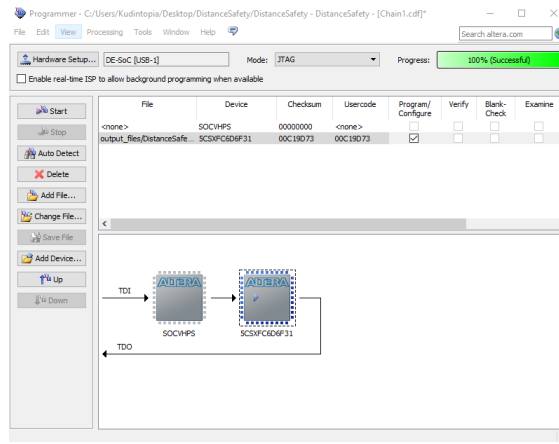 Programmer - C:/Users/Kudintopia/Desktop/DistanceSafety/DistanceSafety - DistanceSafety - [Chain1.cdf]*
File Edit View Processing Tools Window Help
Search altera.com
Hardware Setup... DE-SoC [USB-1] Mode: JTAG Progress: 100% (Successful)
Enable real-time ISP to allow background programming when available
Start
Stop
Auto Detect
Delete
Add File...
Change File...
Save File
Add Device...
Up
Down
File Device Checksum Usercode Program/ Configure Verify Blank- Check Examine
<none> SOCVHPS 00000000 <none>
output_files/DistanceSafe... 5CSXFC6D6F31 00C19D73 00C19D73
TDI
ALTERA ALTERA
SOCVHPS 5CSXFC6D6F31
TDO